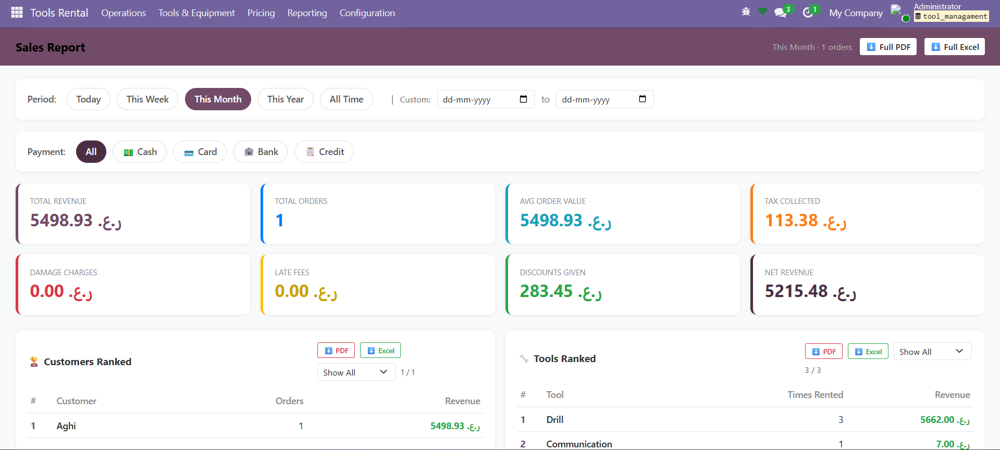 Tools Rental Operations Tools & Equipment Pricing Reporting Configuration 3 1 My Company Administrator
tool_managament
Sales Report This Month · 1 orders Full PDF Full Excel
Period: Today This Week This Month This Year All Time | Custom: dd-mm-yyyy to dd-mm-yyyy
Payment: All Cash Card Bank Credit
TOTAL REVENUE TOTAL ORDERS AVG ORDER VALUE TAX COLLECTED
5498.93 ر.ع. 1 5498.93 ر.ع. 113.38 ر.ع.
DAMAGE CHARGES LATE FEES DISCOUNTS GIVEN NET REVENUE
0.00 ر.ع. 0.00 ر.ع. 283.45 ر.ع. 5215.48 ر.ع.
Customers Ranked PDF Excel
Show All 1 / 1
# Customer Orders Revenue
1 Aghi 1 5498.93 ر.ع.
Tools Ranked PDF Excel Show All
3 / 3
# Tool Times Rented Revenue
1 Drill 3 5662.00 ر.ع.
2 Communication 1 7.00 ر.ع.